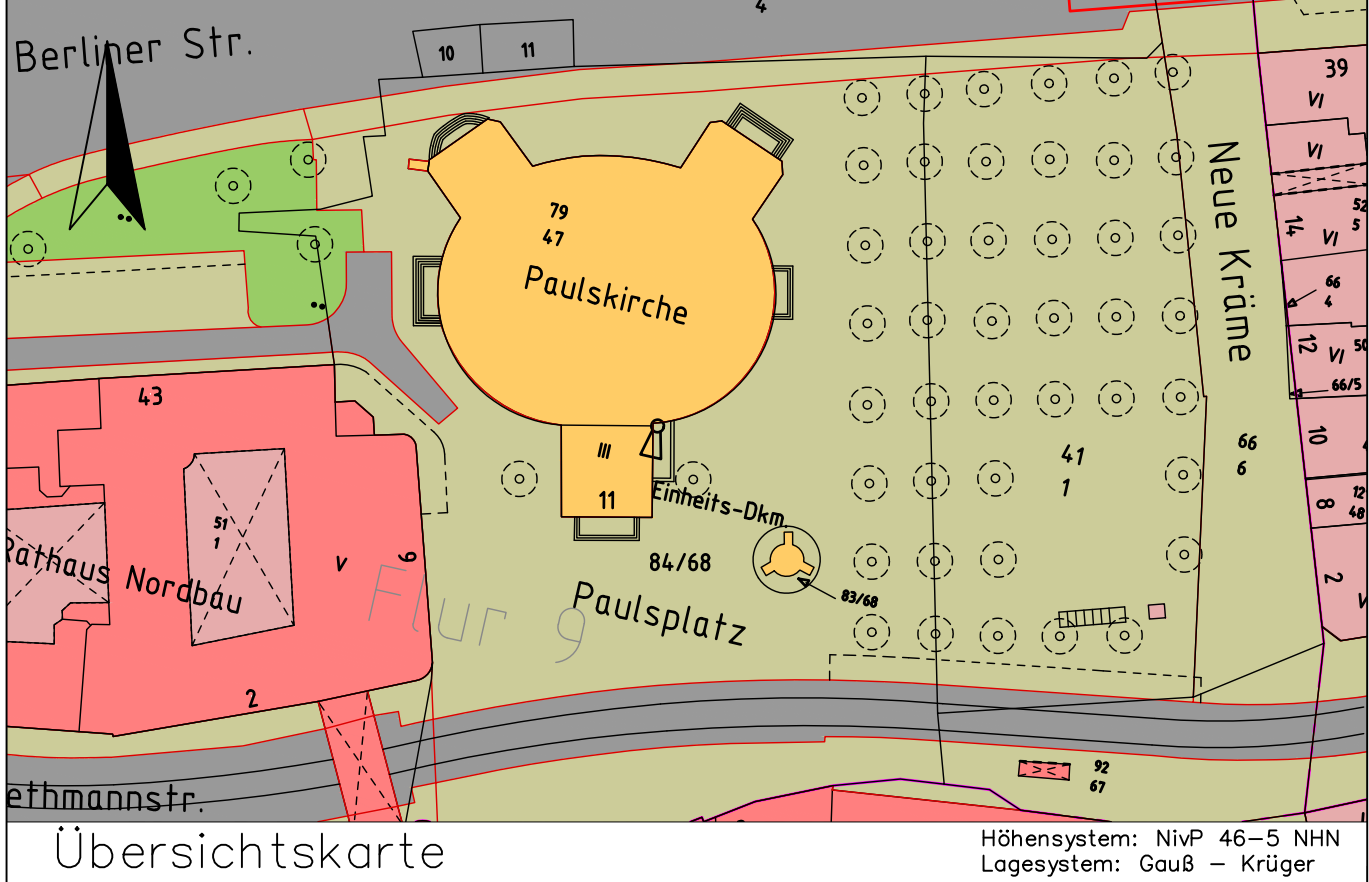 4
Berliner Str.
10
11
39
VI
VI
Neue Kräme
52
5
14
VI
79
47
Paulskirche
66
4
12
VI
50
66/5
43
10
41
1
66
6
III
11
Einheits-Dkm.
12
48
8
51
1
V
9
Rathaus Nordbau
84/68
83/68
Flur 9
Paulsplatz
2
2
92
67
ethmannstr.
Übersichtskarte
Höhensystem: NivP 46-5 NHN
Lagesystem: Gauß - Krüger